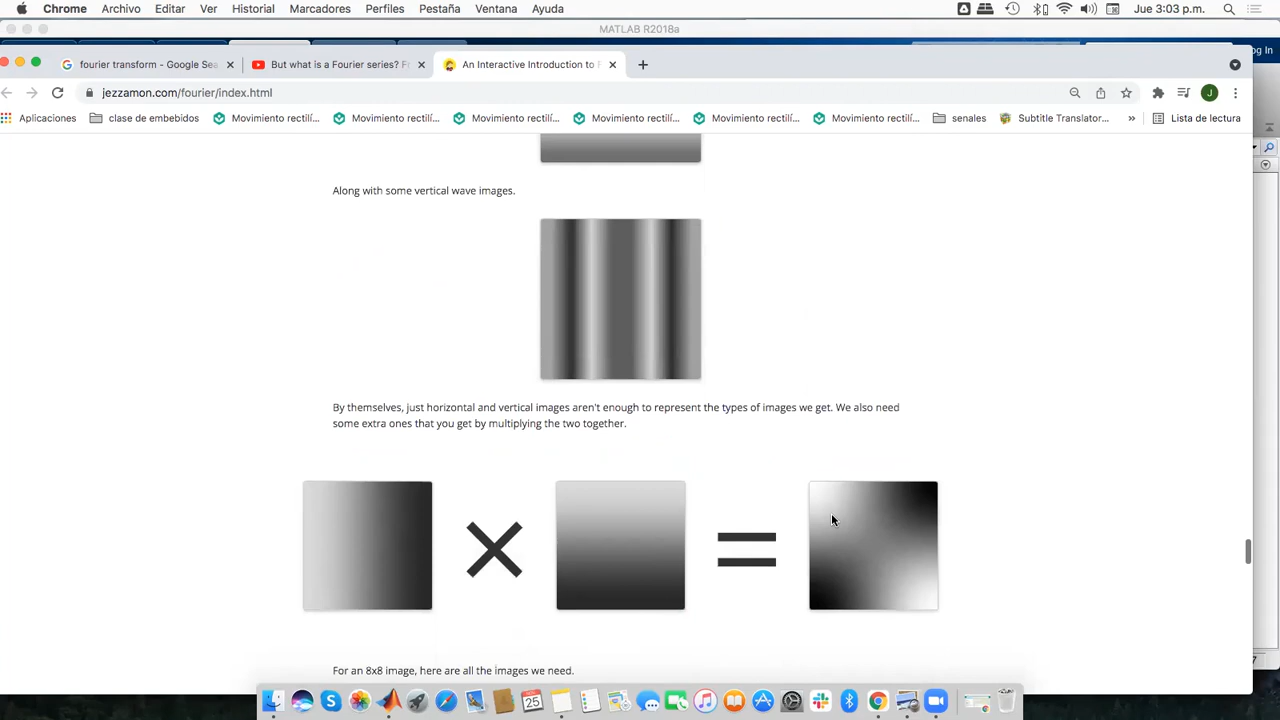 Chrome Archivo Editar Ver Historial Marcadores Perfiles Pestaña Ventana Ayuda Jue 3:03 p.m.
MATLAB R2018a
fourier transform - Google Sea
But what is a Fourier series? Fr
An Interactive Introduction to F
Log In
jezzamon.com/fourier/index.html
J
Aplicaciones clase de embebidos Movimiento rectilí... Movimiento rectilí... Movimiento rectilí... Movimiento rectilí... Movimiento rectilí... Movimiento rectilí... senales Subtitle Translator... » Lista de lectura
Along with some vertical wave images.
By themselves, just horizontal and vertical images aren't enough to represent the types of images we get. We also need
some extra ones that you get by multiplying the two together.
× =
For an 8x8 image, here are all the images we need.
25